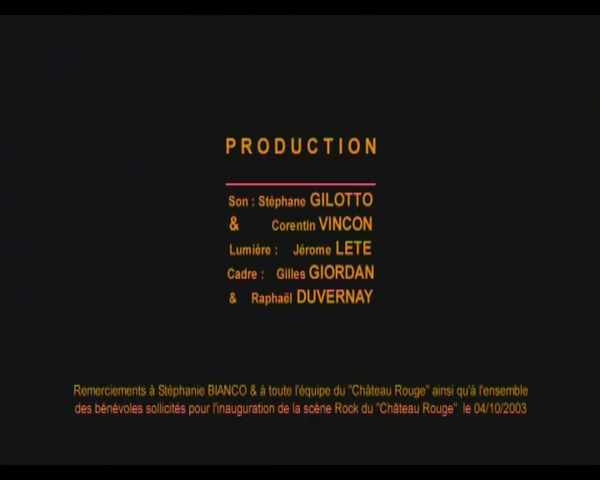 PRODUCTION
Son : Stéphane GILOTTO
& Corentin VINCON
Lumière : Jérome LETE
Cadre : Gilles GIORDAN
& Raphaël DUVERNAY
Remerciements à Stéphanie BIANCO & à toute l'équipe du "Château Rouge" ainsi qu'à l'ensemble
des bénévoles sollicités pour l'inauguration de la scène Rock du "Château Rouge" le 04/10/2003